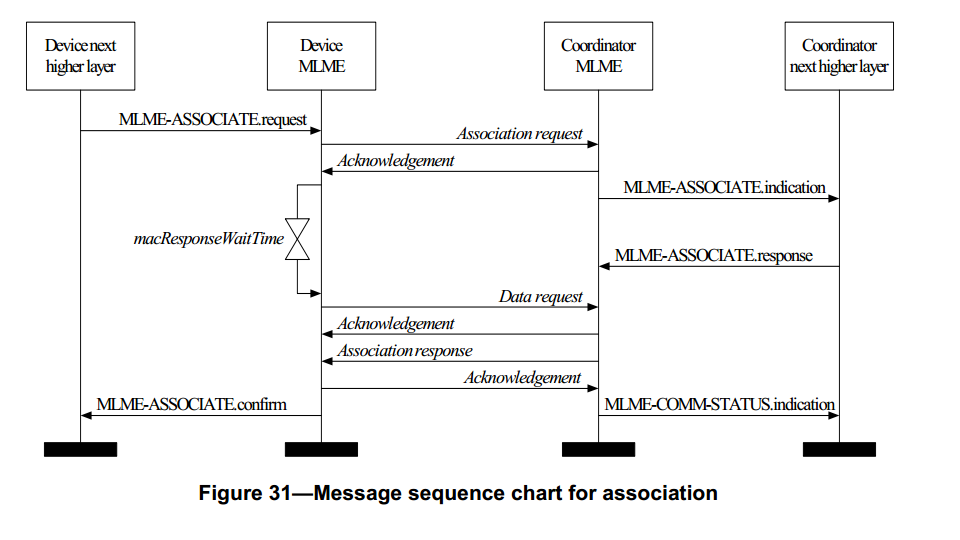 Device next
higher layer
Device
MLME
Coordinator
MLME
Coordinator
next higher layer
MLME-ASSOCIATE.request
Association request
Acknowledgement
MLME-ASSOCIATE.indication
macResponseWaitTime
MLME-ASSOCIATE.response
Data request
Acknowledgement
Association response
Acknowledgement
MLME-ASSOCIATE.confirm
MLME-COMM-STATUS.indication
Figure 31—Message sequence chart for association